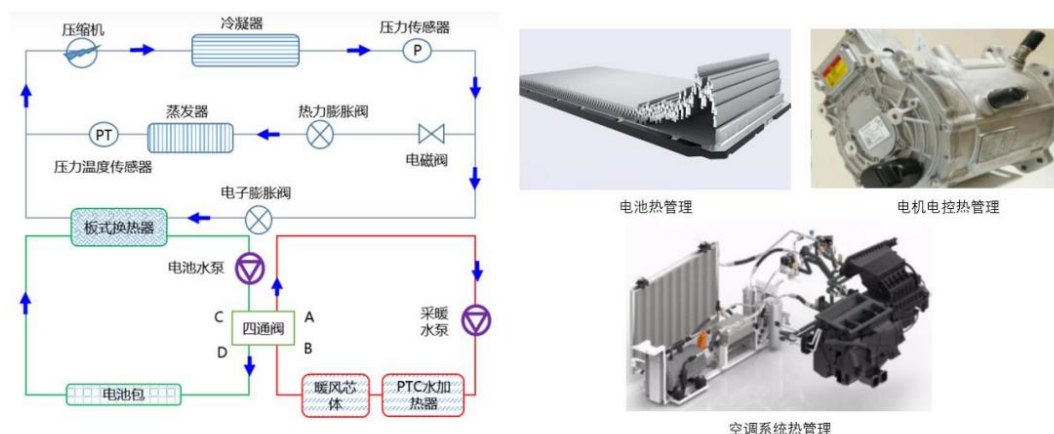 压缩机
冷凝器
压力传感器
P
蒸发器
热力膨胀阀
PT
压力温度传感器
电磁阀
电子膨胀阀
板式换热器
电池水泵
C
A
四通阀
采暖
水泵
D
B
电池包
暖风芯
体
PTC水加
热器
电池热管理
电机电控热管理
空调系统热管理